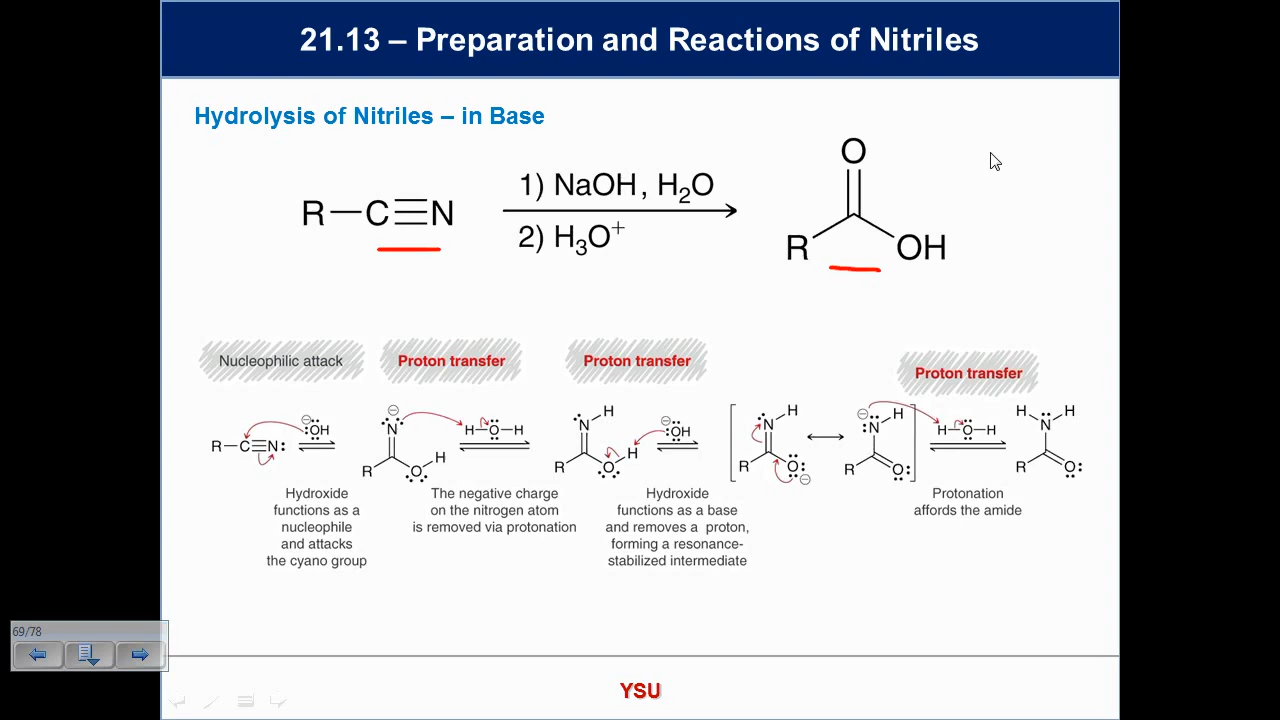 21.13 – Preparation and Reactions of Nitriles
Hydrolysis of Nitriles – in Base
R—C≡N
1) NaOH, H₂O
2) H₃O⁺
O
R
OH
Nucleophilic attack
Proton transfer
Proton transfer
Proton transfer
R—C≡N:
⊖
:OH
⊖
N
R
O
H
H—O—H
N
H
R
O
H
⊖
:OH
N
H
R
O
⊖
⊖
N
H
R
O
H—O—H
H
N
H
R
O
Hydroxide
functions as a
nucleophile
and attacks
the cyano group
The negative charge
on the nitrogen atom
is removed via protonation
Hydroxide
functions as a base
and removes a proton,
forming a resonance-
stabilized intermediate
Protonation
affords the amide
69/78
YSU